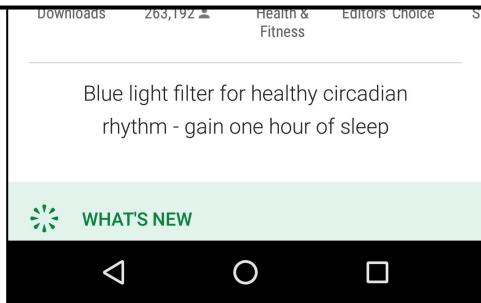 Downloads 263,192 Health & Editors' Choice S
Fitness
Blue light filter for healthy circadian
rhythm - gain one hour of sleep
WHAT'S NEW